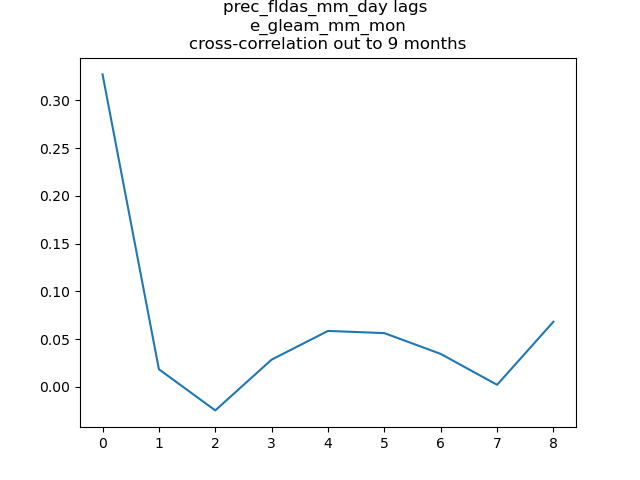 prec_fldas_mm_day lags
e_gleam_mm_mon
cross-correlation out to 9 months
0.30
0.25
0.20
0.15
0.10
0.05
0.00
0 1 2 3 4 5 6 7 8